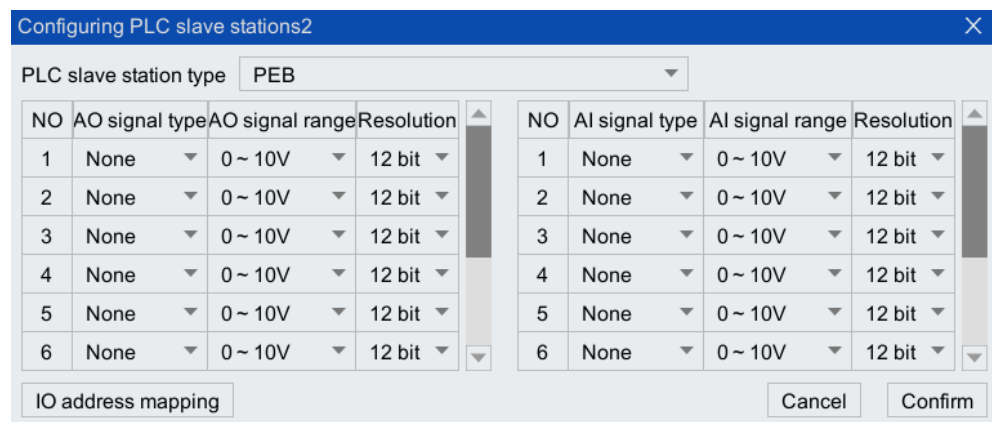 Configuring PLC slave stations2
PLC slave station type PEB
NO AO signal type AO signal range Resolution NO AI signal type AI signal range Resolution
1 None 0 ~ 10V 12 bit 1 None 0 ~ 10V 12 bit
2 None 0 ~ 10V 12 bit 2 None 0 ~ 10V 12 bit
3 None 0 ~ 10V 12 bit 3 None 0 ~ 10V 12 bit
4 None 0 ~ 10V 12 bit 4 None 0 ~ 10V 12 bit
5 None 0 ~ 10V 12 bit 5 None 0 ~ 10V 12 bit
6 None 0 ~ 10V 12 bit 6 None 0 ~ 10V 12 bit
IO address mapping Cancel Confirm